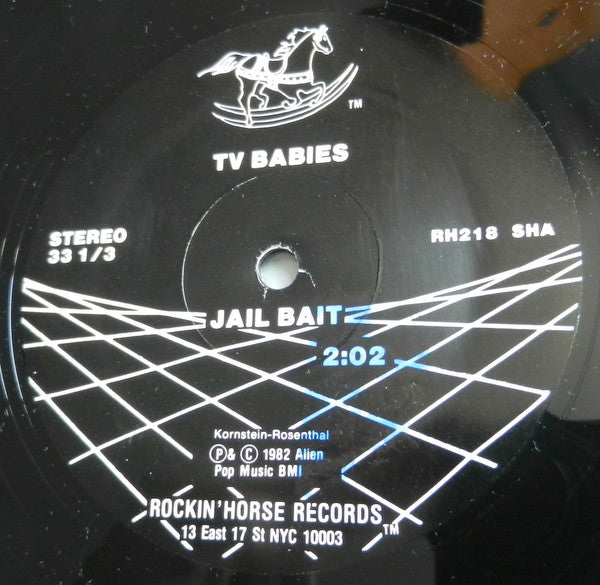 TM
TV BABIES
STEREO
33 1/3
RH218 SHA
JAIL BAIT
2:02
Kornstein-Rosenthal
Ⓟ& Ⓒ 1982 Alien
Pop Music BMI
ROCKIN' HORSE RECORDS TM
13 East 17 St NYC 10003